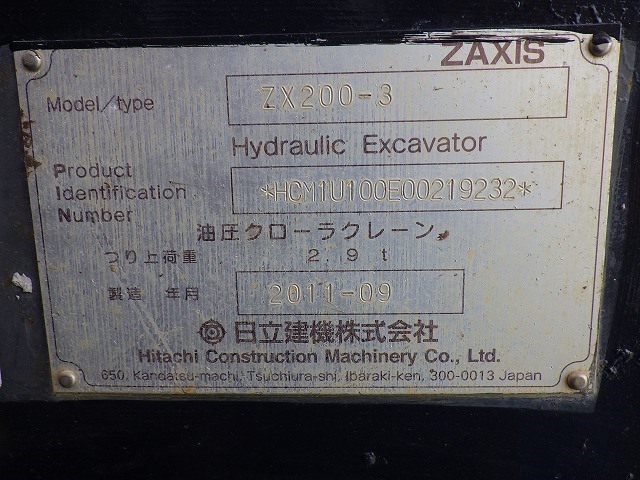 ZAXIS
Model/type ZX200-3
Hydraulic Excavator
Product
Identification *HCM1U100E00219232*
Number
油圧クローラクレーン
つり上荷重 2.9t
製造 年月 2011-09
日立建機株式会社
Hitachi Construction Machinery Co., Ltd.
650, Kandatsu-machi, Tsuchiura-shi, Ibaraki-ken, 300-0013 Japan